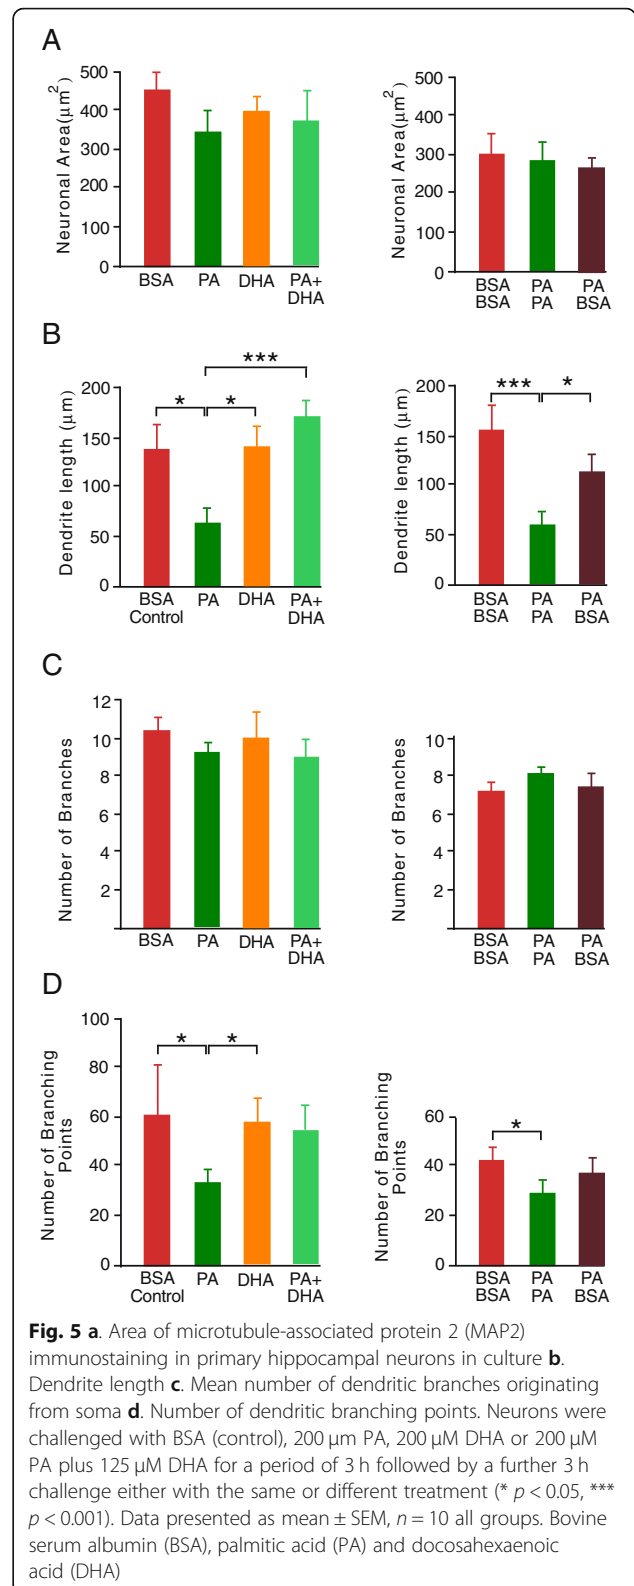 A
Neuronal Area(µm2)
500
400
300
200
100
0
BSA
PA
DHA
PA+
DHA
Neuronal Area(µm2)
500
400
300
200
100
0
BSA
BSA
PA
PA
PA
BSA
B
Dendrite length (µm)
200
150
100
50
0
*
*
***
BSA
Control
PA
DHA
PA+
DHA
Dendrite length (µm)
200
150
100
50
0
***
*
BSA
BSA
PA
PA
PA
BSA
C
Number of Branches
12
10
8
6
4
2
BSA
PA
DHA
PA+
DHA
Number of Branches
10
8
6
4
2
BSA
BSA
PA
PA
PA
BSA
D
Number of Branching
Points
100
80
60
40
20
0
*
*
BSA
Control
PA
DHA
PA+
DHA
Number of Branching
Points
60
40
20
0
*
BSA
BSA
PA
PA
PA
BSA
Fig. 5 a. Area of microtubule-associated protein 2 (MAP2)
immunostaining in primary hippocampal neurons in culture b.
Dendrite length c. Mean number of dendritic branches originating
from soma d. Number of dendritic branching points. Neurons were
challenged with BSA (control), 200 µm PA, 200 µM DHA or 200 µM
PA plus 125 µM DHA for a period of 3 h followed by a further 3 h
challenge either with the same or different treatment (* p < 0.05, ***
p < 0.001). Data presented as mean ± SEM, n = 10 all groups. Bovine
serum albumin (BSA), palmitic acid (PA) and docosahexaenoic
acid (DHA)